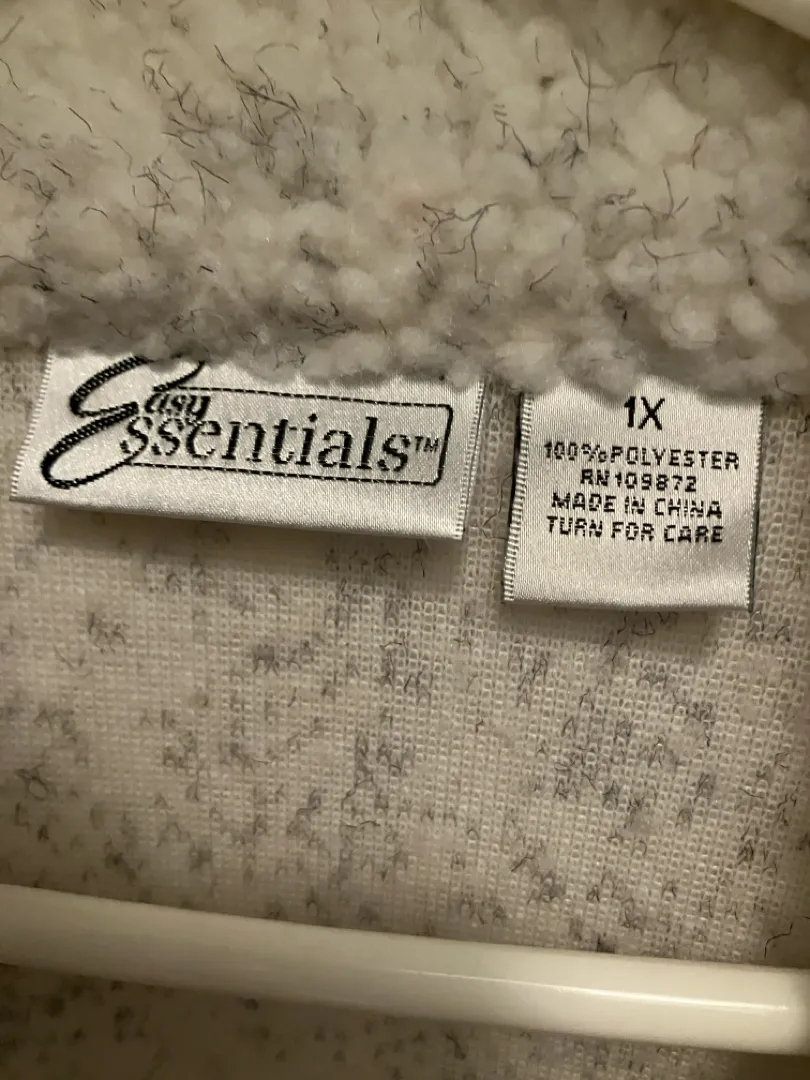 Easy
Essentials™
1X
100% POLYESTER
RN 109872
MADE IN CHINA
TURN FOR CARE